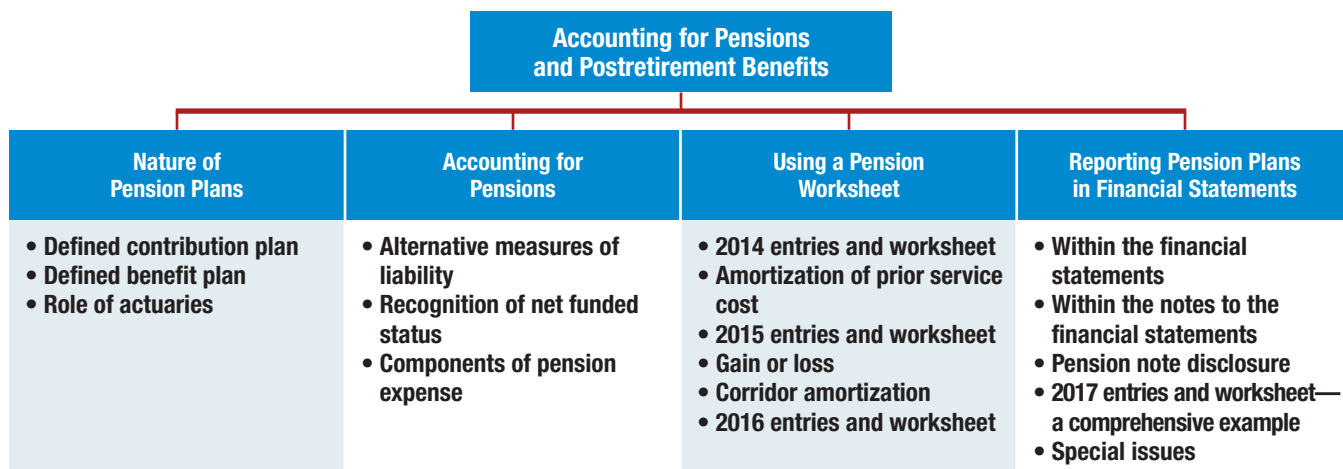 Accounting for Pensions
and Postretirement Benefits
Nature of
Pension Plans
• Defined contribution plan
• Defined benefit plan
• Role of actuaries
Accounting for
Pensions
• Alternative measures of
liability
• Recognition of net funded
status
• Components of pension
expense
Using a Pension
Worksheet
• 2014 entries and worksheet
• Amortization of prior service
cost
• 2015 entries and worksheet
• Gain or loss
• Corridor amortization
• 2016 entries and worksheet
Reporting Pension Plans
in Financial Statements
• Within the financial
statements
• Within the notes to the
financial statements
• Pension note disclosure
• 2017 entries and worksheet—
a comprehensive example
• Special issues